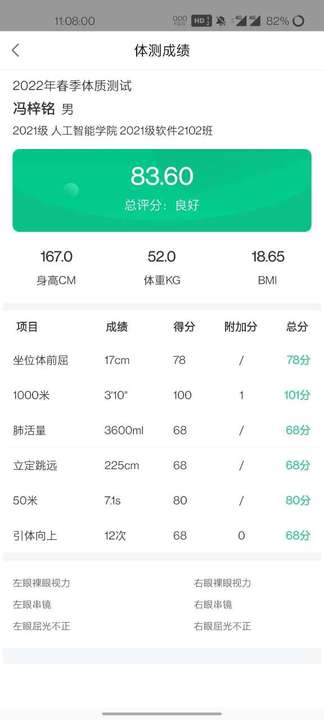 11:08:00 000 HD 4G 4G 82%
体测成绩
2022年春季体质测试
冯梓铭 男
2021级 人工智能学院 2021级软件2102班
83.60
总评分：良好
167.0 52.0 18.65
身高CM 体重KG BMI
项目 成绩 得分 附加分 总分
坐位体前屈 17cm 78 / 78分
1000米 3'10" 100 1 101分
肺活量 3600ml 68 / 68分
立定跳远 225cm 68 / 68分
50米 7.1s 80 / 80分
引体向上 12次 68 0 68分
左眼裸眼视力 右眼裸眼视力
左眼串镜 右眼串镜
左眼屈光不正 右眼屈光不正